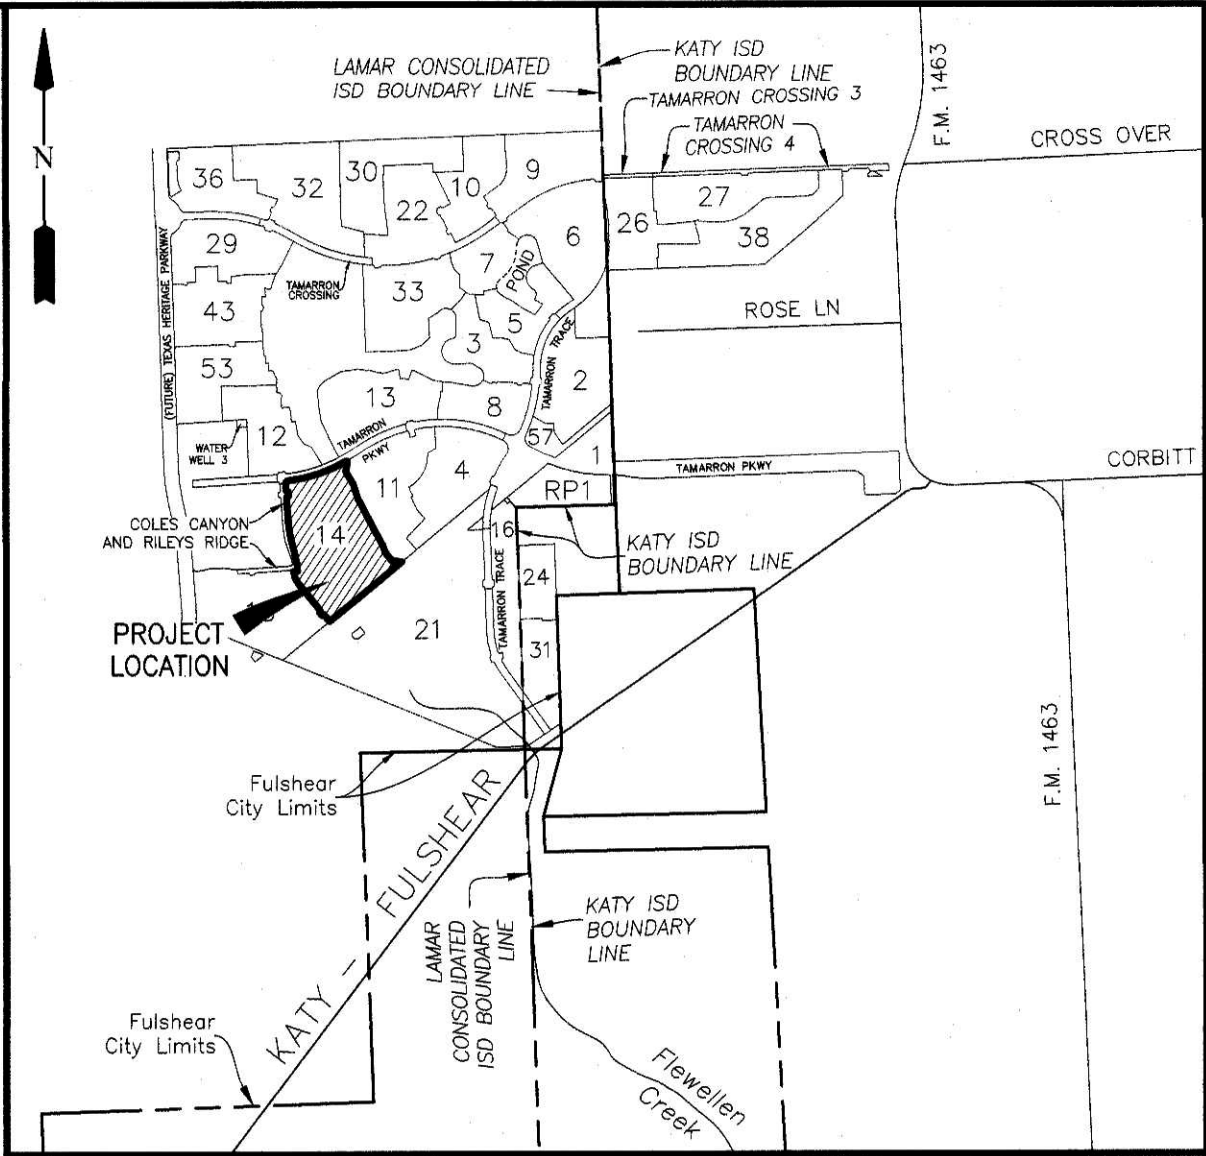 LAMAR CONSOLIDATED
ISD BOUNDARY LINE
KATY ISD
BOUNDARY LINE
TAMARRON CROSSING 3
TAMARRON
CROSSING 4
F.M. 1463
CROSS OVER
N
36
32
30
22
10
9
29
TAMARRON
CROSSING
33
7
POND
6
26
27
38
43
5
3
ROSE LN
(FUTURE) TEXAS HERITAGE PARKWAY
53
13
8
TAMARRON TRACE
2
12
WATER
WELL 3
TAMARRON
PKWY
57
11
4
1
TAMARRON PKWY
CORBITT
RP1
COLES CANYON
AND RILEYS RIDGE
14
16
KATY ISD
BOUNDARY LINE
24
TAMARRON TRACE
PROJECT
LOCATION
21
31
Fulshear
City Limits
KATY - FULSHEAR
F.M. 1463
LAMAR
CONSOLIDATED
ISD BOUNDARY
LINE
KATY ISD
BOUNDARY
LINE
Fulshear
City Limits
Flewellen
Creek